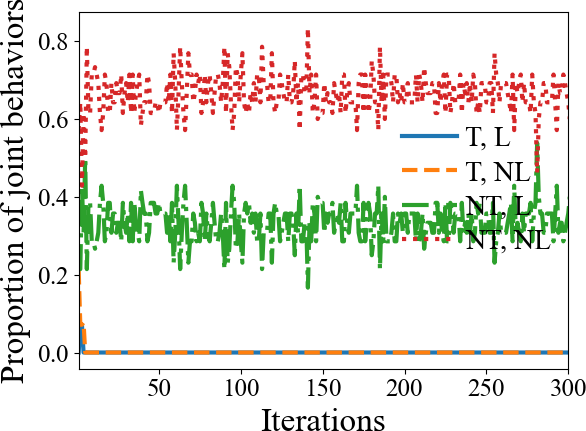 Proportion of joint behaviors
0.8
0.6
0.4
0.2
0.0
T, L
T, NL
NT, L
NT, NL
50
100
150
200
250
300
Iterations